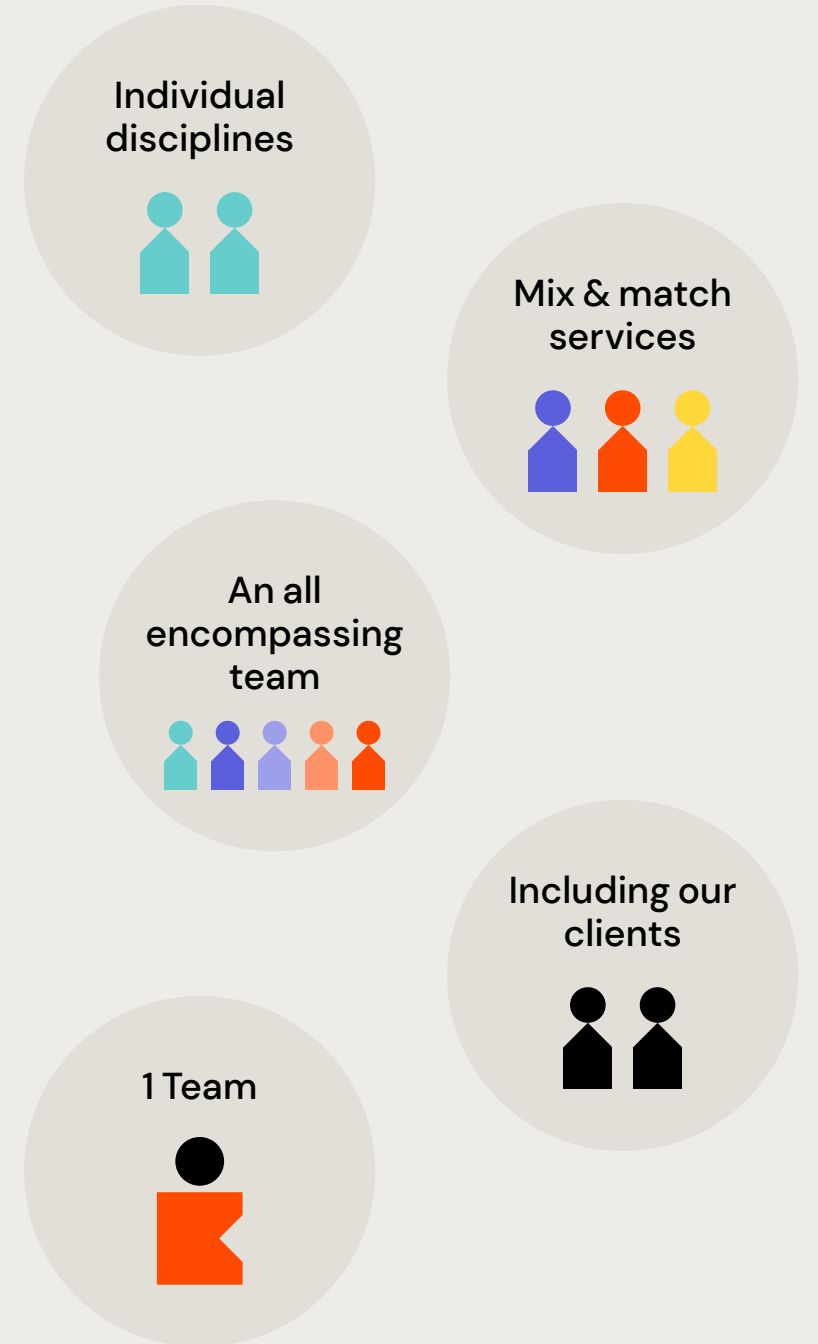 Individual
disciplines
Mix & match
services
An all
encompassing
team
Including our
clients
1 Team